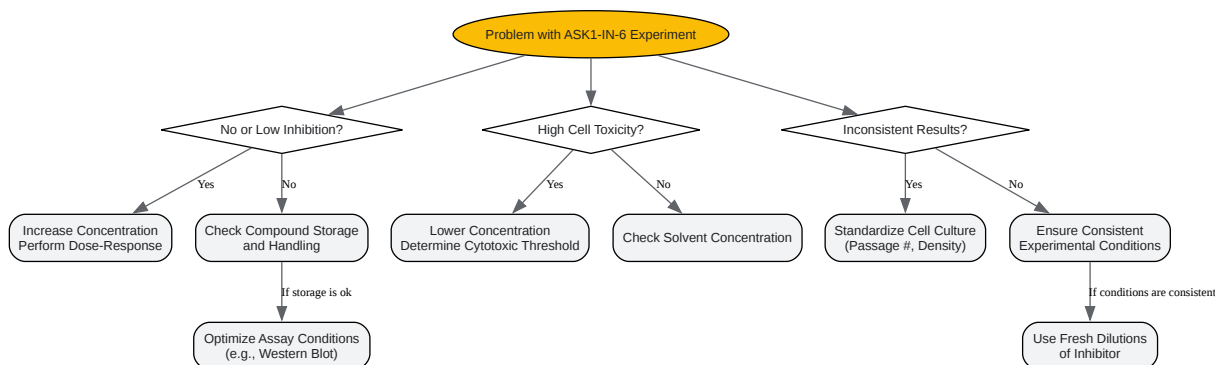 Problem with ASK1-IN-6 Experiment
No or Low Inhibition?
High Cell Toxicity?
Inconsistent Results?
Yes
No
Yes
No
Yes
No
Increase Concentration
Perform Dose-Response
Check Compound Storage
and Handling
Lower Concentration
Determine Cytotoxic Threshold
Check Solvent Concentration
Standardize Cell Culture
(Passage #, Density)
Ensure Consistent
Experimental Conditions
If storage is ok
If conditions are consistent
Optimize Assay Conditions
(e.g., Western Blot)
Use Fresh Dilutions
of Inhibitor